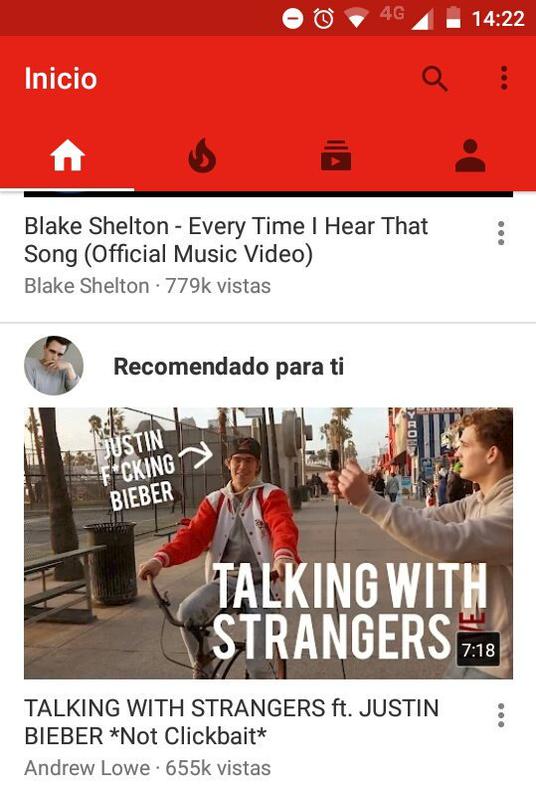 4G 14:22
Inicio
Blake Shelton - Every Time I Hear That
Song (Official Music Video)
Blake Shelton · 779k vistas
Recomendado para ti
JUSTIN
F*CKING
BIEBER
TALKING WITH
STRANGERS
7:18
TALKING WITH STRANGERS ft. JUSTIN
BIEBER *Not Clickbait*
Andrew Lowe · 655k vistas